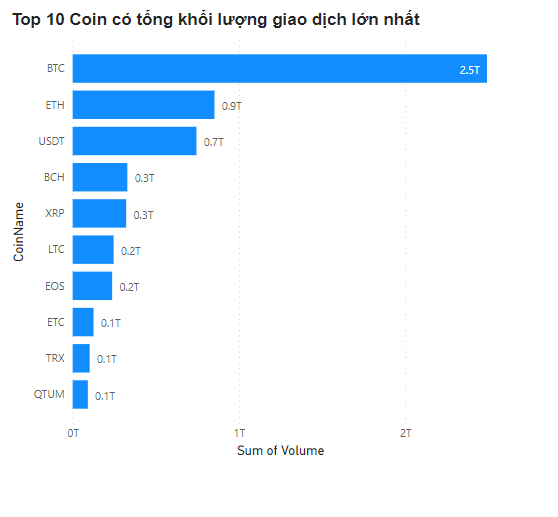 Top 10 Coin có tổng khối lượng giao dịch lớn nhất
CoinName
BTC 2.5T
ETH 0.9T
USDT 0.7T
BCH 0.3T
XRP 0.3T
LTC 0.2T
EOS 0.2T
ETC 0.1T
TRX 0.1T
QTUM 0.1T
0T 1T 2T
Sum of Volume